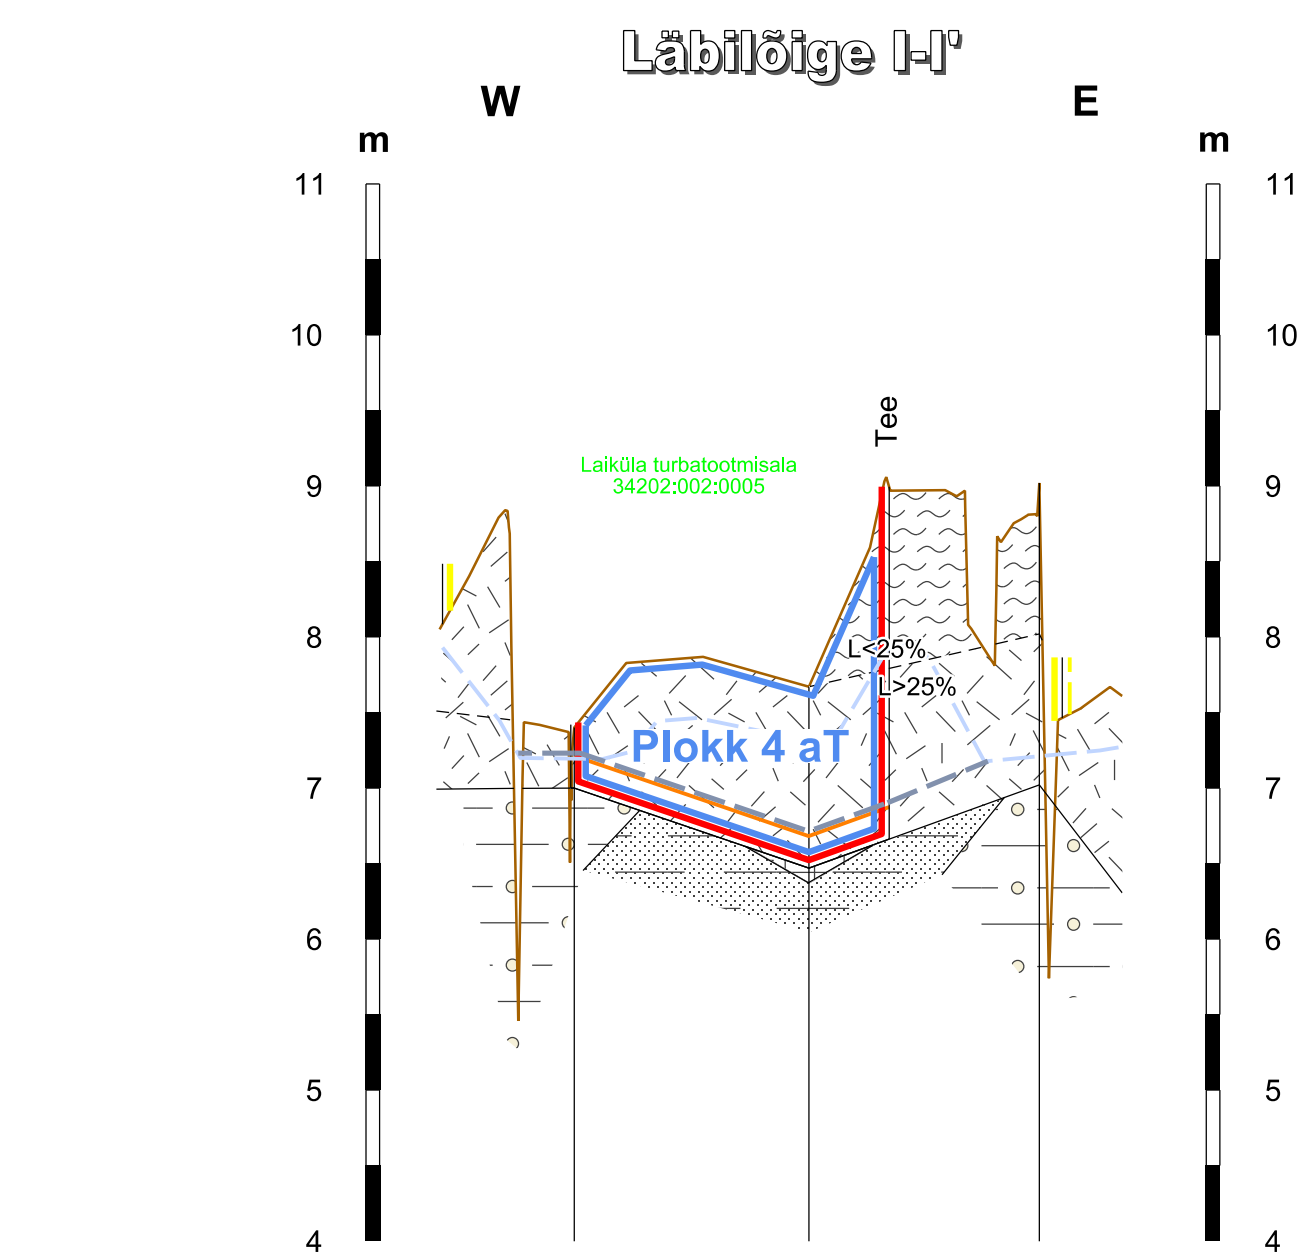 Läbilõige I-I'
W E
m m
11 11
10 10
Tee
Laiküla turbatootmisala
9 34202:002:0005 9
8 8
L<25%
L>25%
Plokk 4 aT
7 7
6 6
5 5
4 4